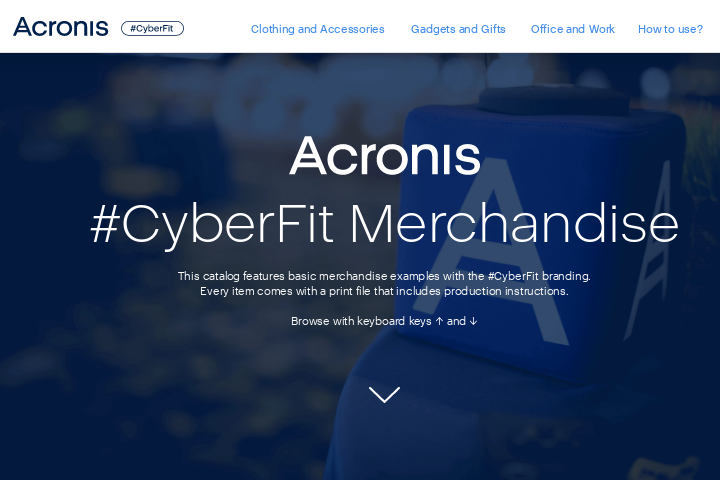 Acronis
#CyberFit
Clothing and Accessories
Gadgets and Gifts
Office and Work
How to use?
Acronis
#CyberFit Merchandise
This catalog features basic merchandise examples with the #CyberFit branding.
Every item comes with a print file that includes production instructions.
Browse with keyboard keys ↑ and ↓
A
A